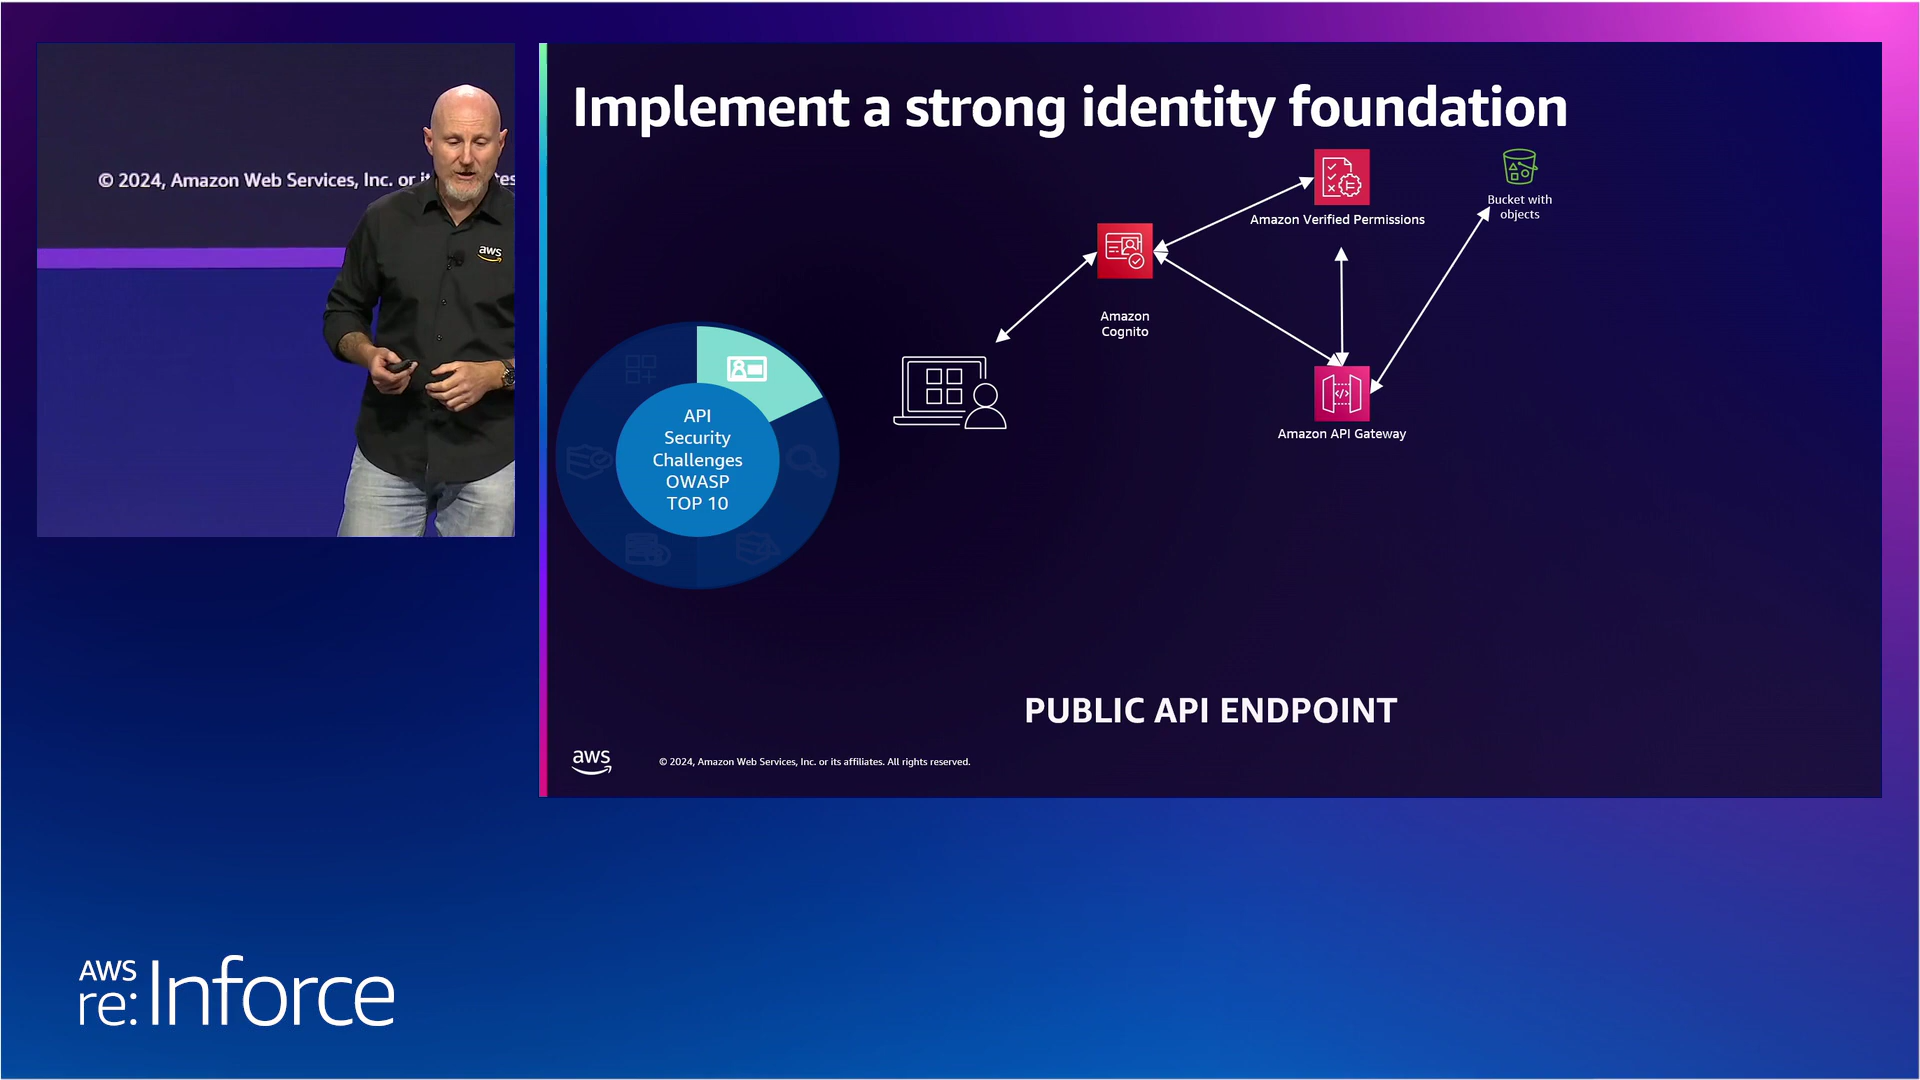 © 2024, Amazon Web Services, Inc. or
aws
Implement a strong identity foundation
Amazon Verified Permissions
Bucket with
objects
Amazon
Cognito
Amazon API Gateway
API
Security
Challenges
OWASP
TOP 10
PUBLIC API ENDPOINT
aws
© 2024, Amazon Web Services, Inc. or its affiliates. All rights reserved.
AWS
re:Inforce